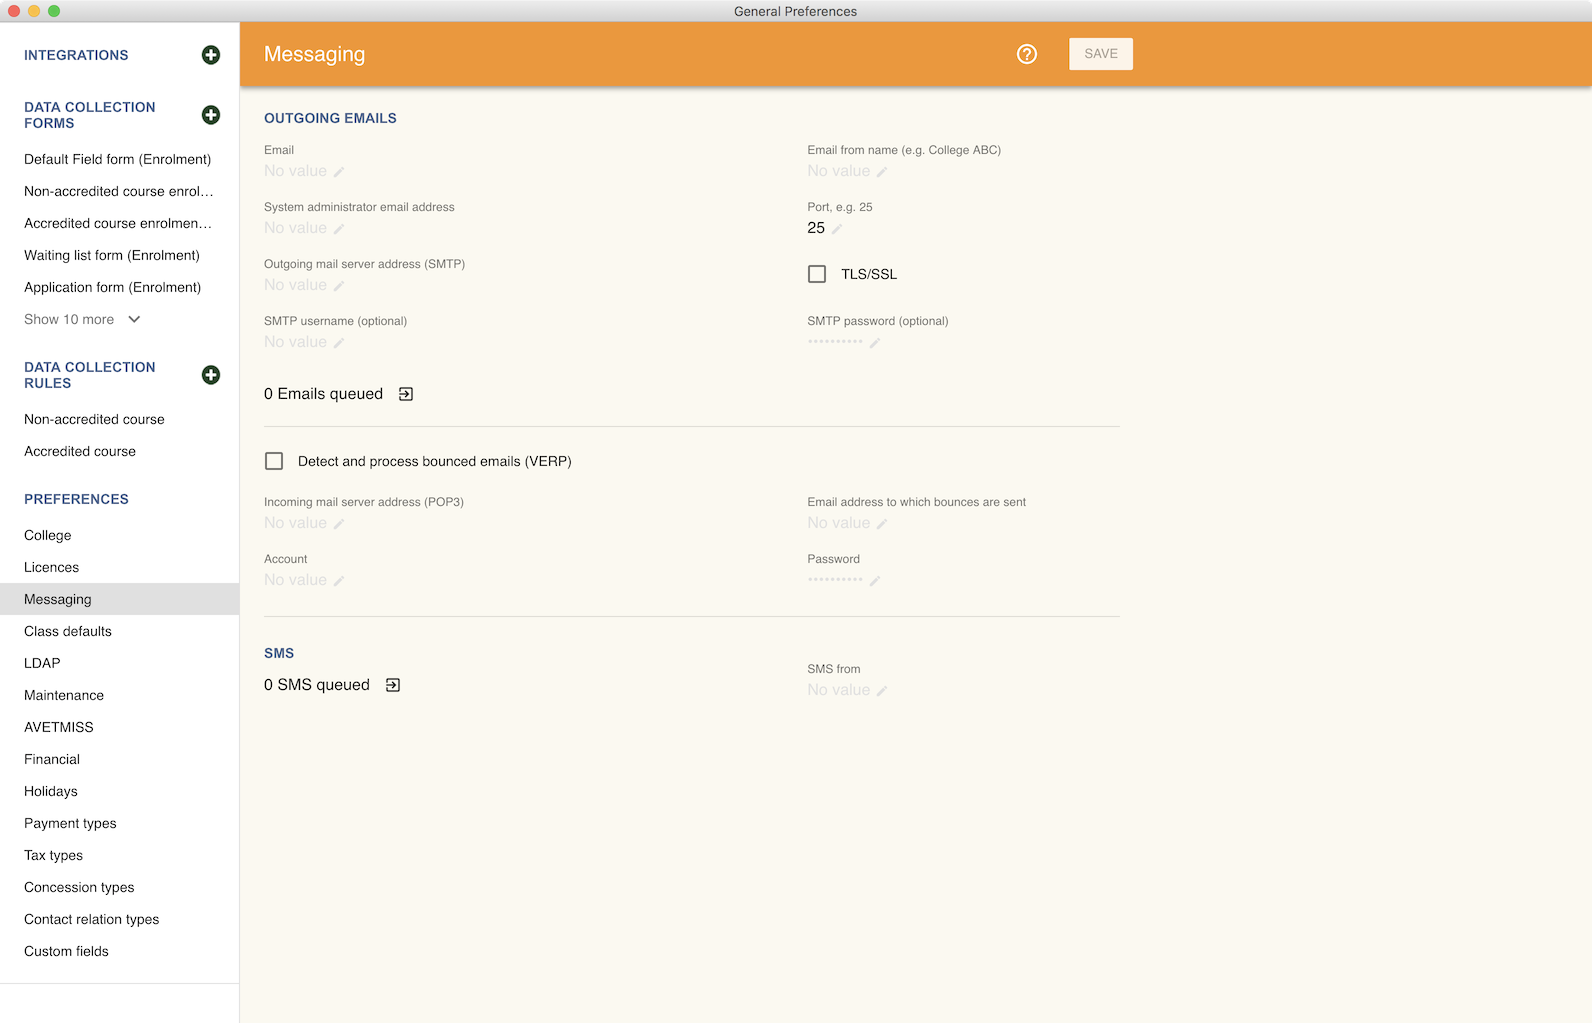 General Preferences
INTEGRATIONS
DATA COLLECTION
FORMS
Default Field form (Enrolment)
Non-accredited course enrol...
Accredited course enrolmen...
Waiting list form (Enrolment)
Application form (Enrolment)
Show 10 more
DATA COLLECTION
RULES
Non-accredited course
Accredited course
PREFERENCES
College
Licences
Messaging
Class defaults
LDAP
Maintenance
AVETMISS
Financial
Holidays
Payment types
Tax types
Concession types
Contact relation types
Custom fields
Messaging
SAVE
OUTGOING EMAILS
Email
No value
Email from name (e.g. College ABC)
No value
System administrator email address
No value
Port, e.g. 25
25
Outgoing mail server address (SMTP)
No value
TLS/SSL
SMTP username (optional)
No value
SMTP password (optional)
••••••••••
0 Emails queued
Detect and process bounced emails (VERP)
Incoming mail server address (POP3)
No value
Email address to which bounces are sent
No value
Account
No value
Password
••••••••••
SMS
0 SMS queued
SMS from
No value